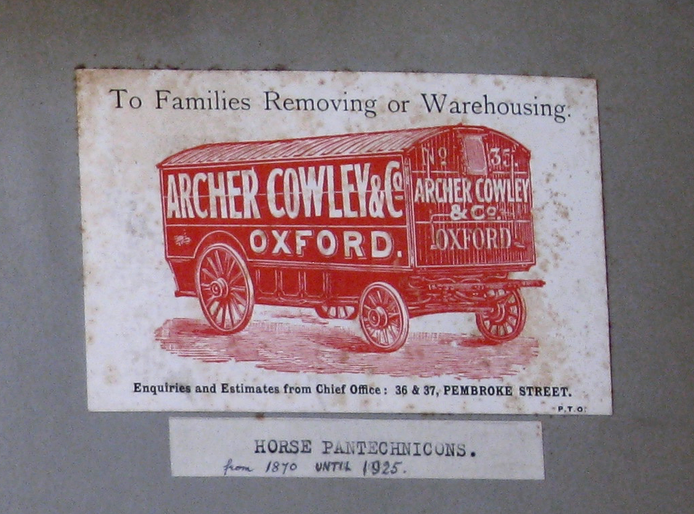 To Families Removing or Warehousing.
No 35.
ARCHER COWLEY & Co
OXFORD.
ARCHER COWLEY
& Co.
OXFORD
Enquiries and Estimates from Chief Office: 36 & 37, PEMBROKE STREET.
P.T.O.
HORSE PANTECHNICONS.
from 1870 UNTIL 1925.